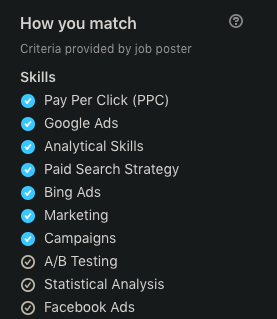 How you match
Criteria provided by job poster
Skills
Pay Per Click (PPC)
Google Ads
Analytical Skills
Paid Search Strategy
Bing Ads
Marketing
Campaigns
A/B Testing
Statistical Analysis
Facebook Ads